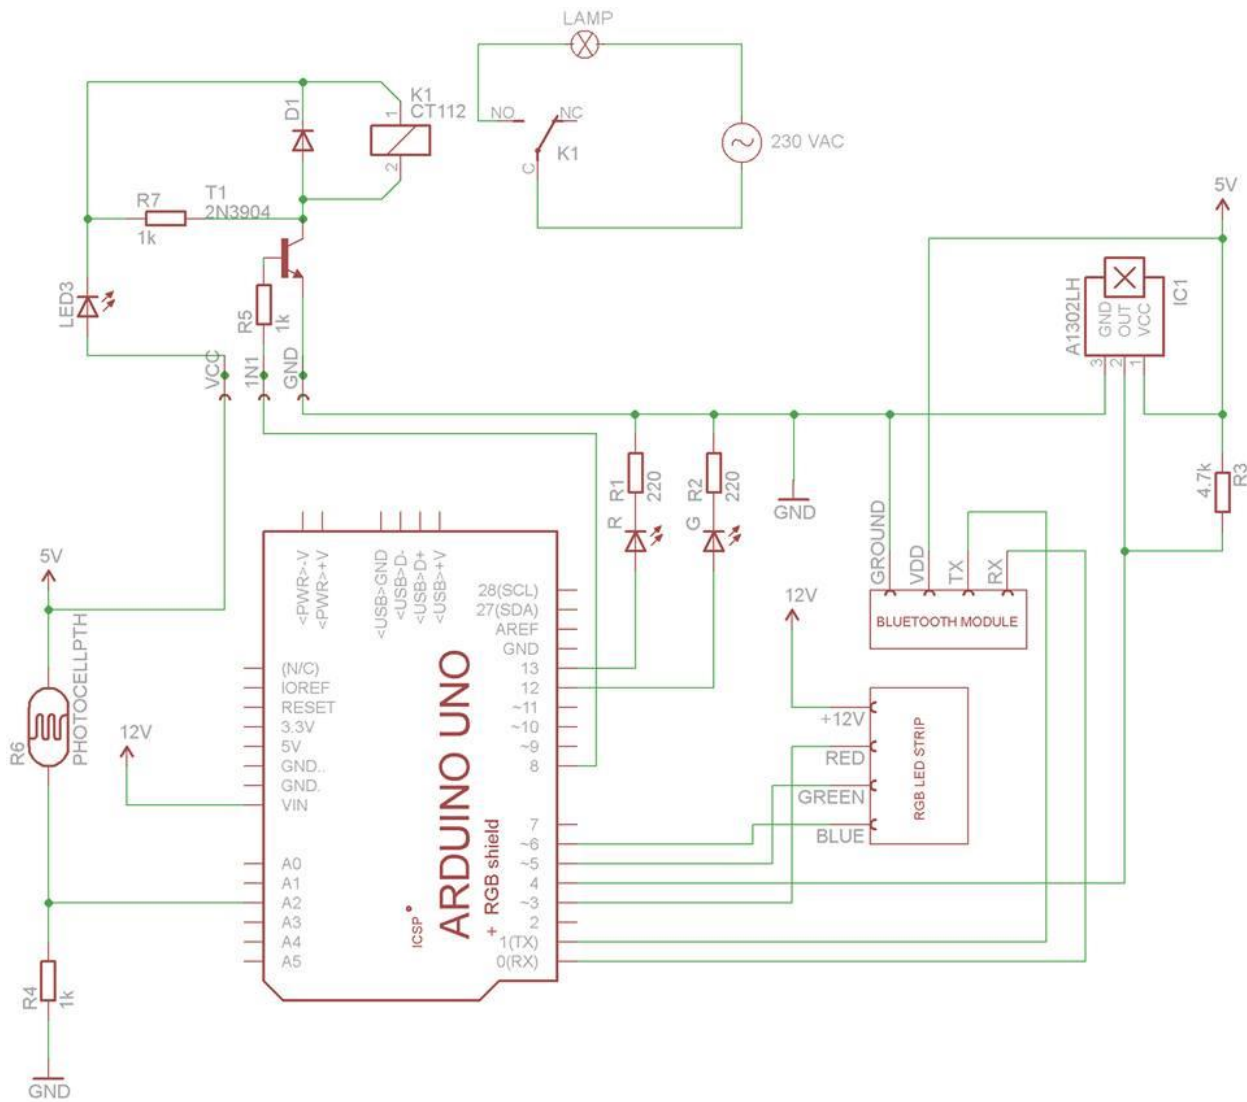 LAMP
NO
NC
C
K1
230 VAC
D1
K1
CT112
1
2
R7
1k
T1
2N3904
LED3
R5
1k
VCC
1N1
GND
5V
A1302LH
IC1
GND
OUT
VCC
3
2
1
4.7k
R3
R1
220
R2
220
R
G
GND
GROUND
VDD
TX
RX
BLUETOOTH MODULE
12V
+12V
RED
GREEN
BLUE
RGB LED STRIP
5V
R6
PHOTOCELLPTH
12V
R4
1k
GND
<PWR>-V
<PWR>+V
<USB>GND
<USB>D-
<USB>D+
<USB>+V
(N/C)
IOREF
RESET
3.3V
5V
GND..
GND.
VIN
A0
A1
A2
A3
A4
A5
ARDUINO UNO
+ RGB shield
ICSP
28(SCL)
27(SDA)
AREF
GND
13
12
~11
~10
~9
8
7
~6
~5
4
~3
2
1(TX)
0(RX)